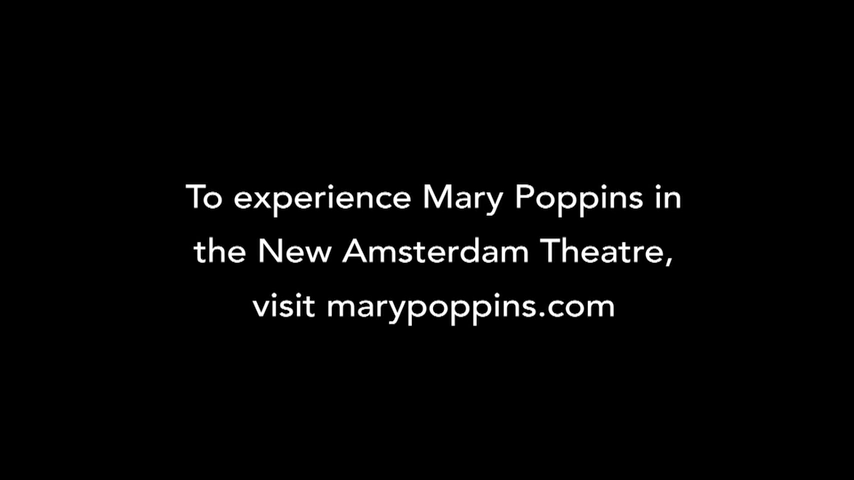 To experience Mary Poppins in
the New Amsterdam Theatre,
visit marypoppins.com